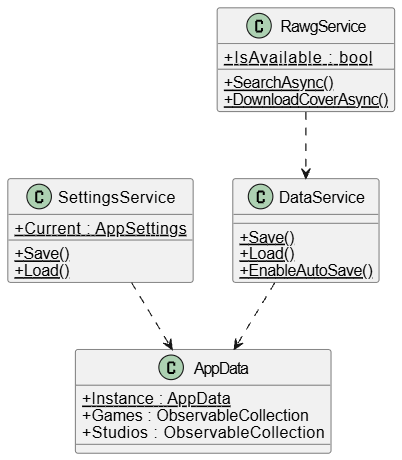 C RawgService
+IsAvailable : bool
+SearchAsync()
+DownloadCoverAsync()
C SettingsService
+Current : AppSettings
+Save()
+Load()
C DataService
+Save()
+Load()
+EnableAutoSave()
C AppData
+Instance : AppData
+Games : ObservableCollection
+Studios : ObservableCollection